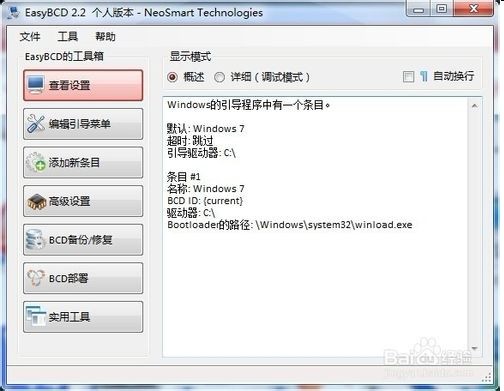 EasyBCD 2.2 个人版本 - NeoSmart Technologies
文件 工具 帮助
EasyBCD的工具箱
查看设置
编辑引导菜单
添加新条目
高级设置
BCD备份/修复
BCD部署
实用工具
显示模式
概述 详细（调试模式） ¶ 自动换行
Windows的引导程序中有一个条目。
默认: Windows 7
超时: 跳过
引导驱动器: C:\
条目 #1
名称: Windows 7
BCD ID: {current}
驱动器: C:\
Bootloader的路径: \Windows\system32\winload.exe
Baidu经验
jingyan.baidu.com